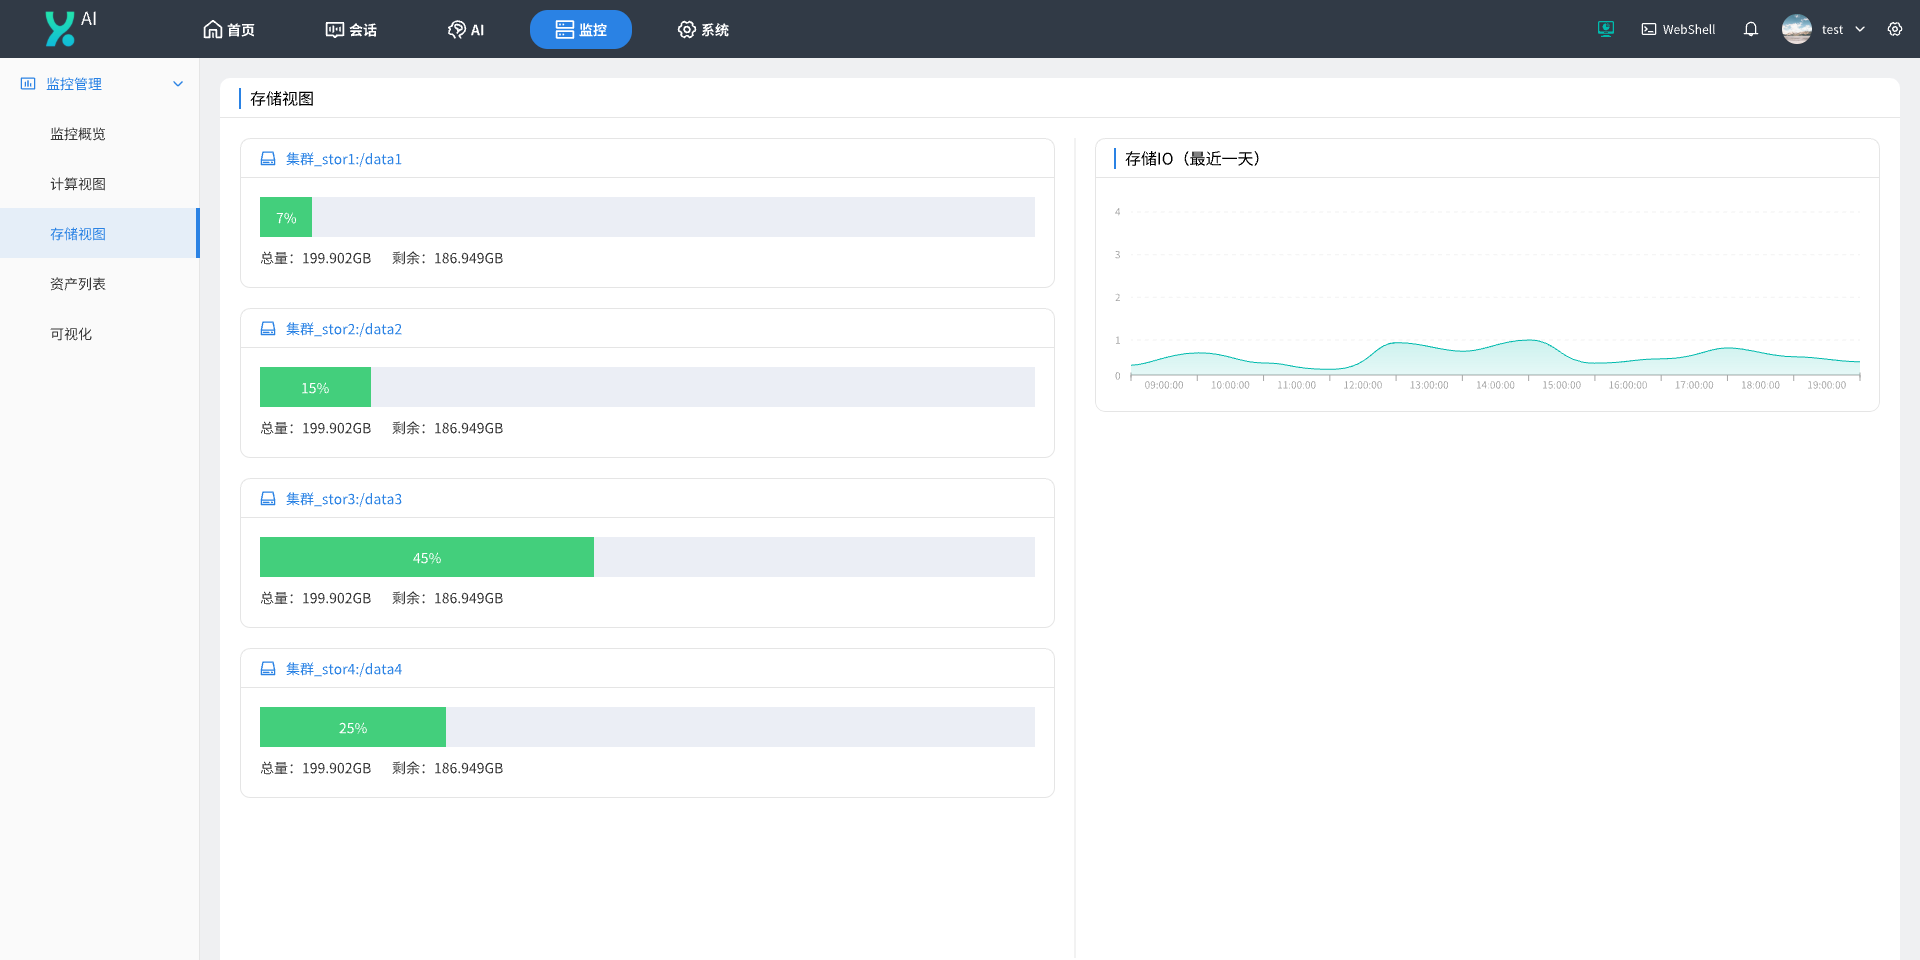 AI
首页
会话
AI
监控
系统
WebShell
test
监控管理
监控概览
计算视图
存储视图
资产列表
可视化
存储视图
集群_stor1:/data1
7%
总量：199.902GB 剩余：186.949GB
集群_stor2:/data2
15%
总量：199.902GB 剩余：186.949GB
集群_stor3:/data3
45%
总量：199.902GB 剩余：186.949GB
集群_stor4:/data4
25%
总量：199.902GB 剩余：186.949GB
存储IO（最近一天）
4
3
2
1
0
09:00:00 10:00:00 11:00:00 12:00:00 13:00:00 14:00:00 15:00:00 16:00:00 17:00:00 18:00:00 19:00:00